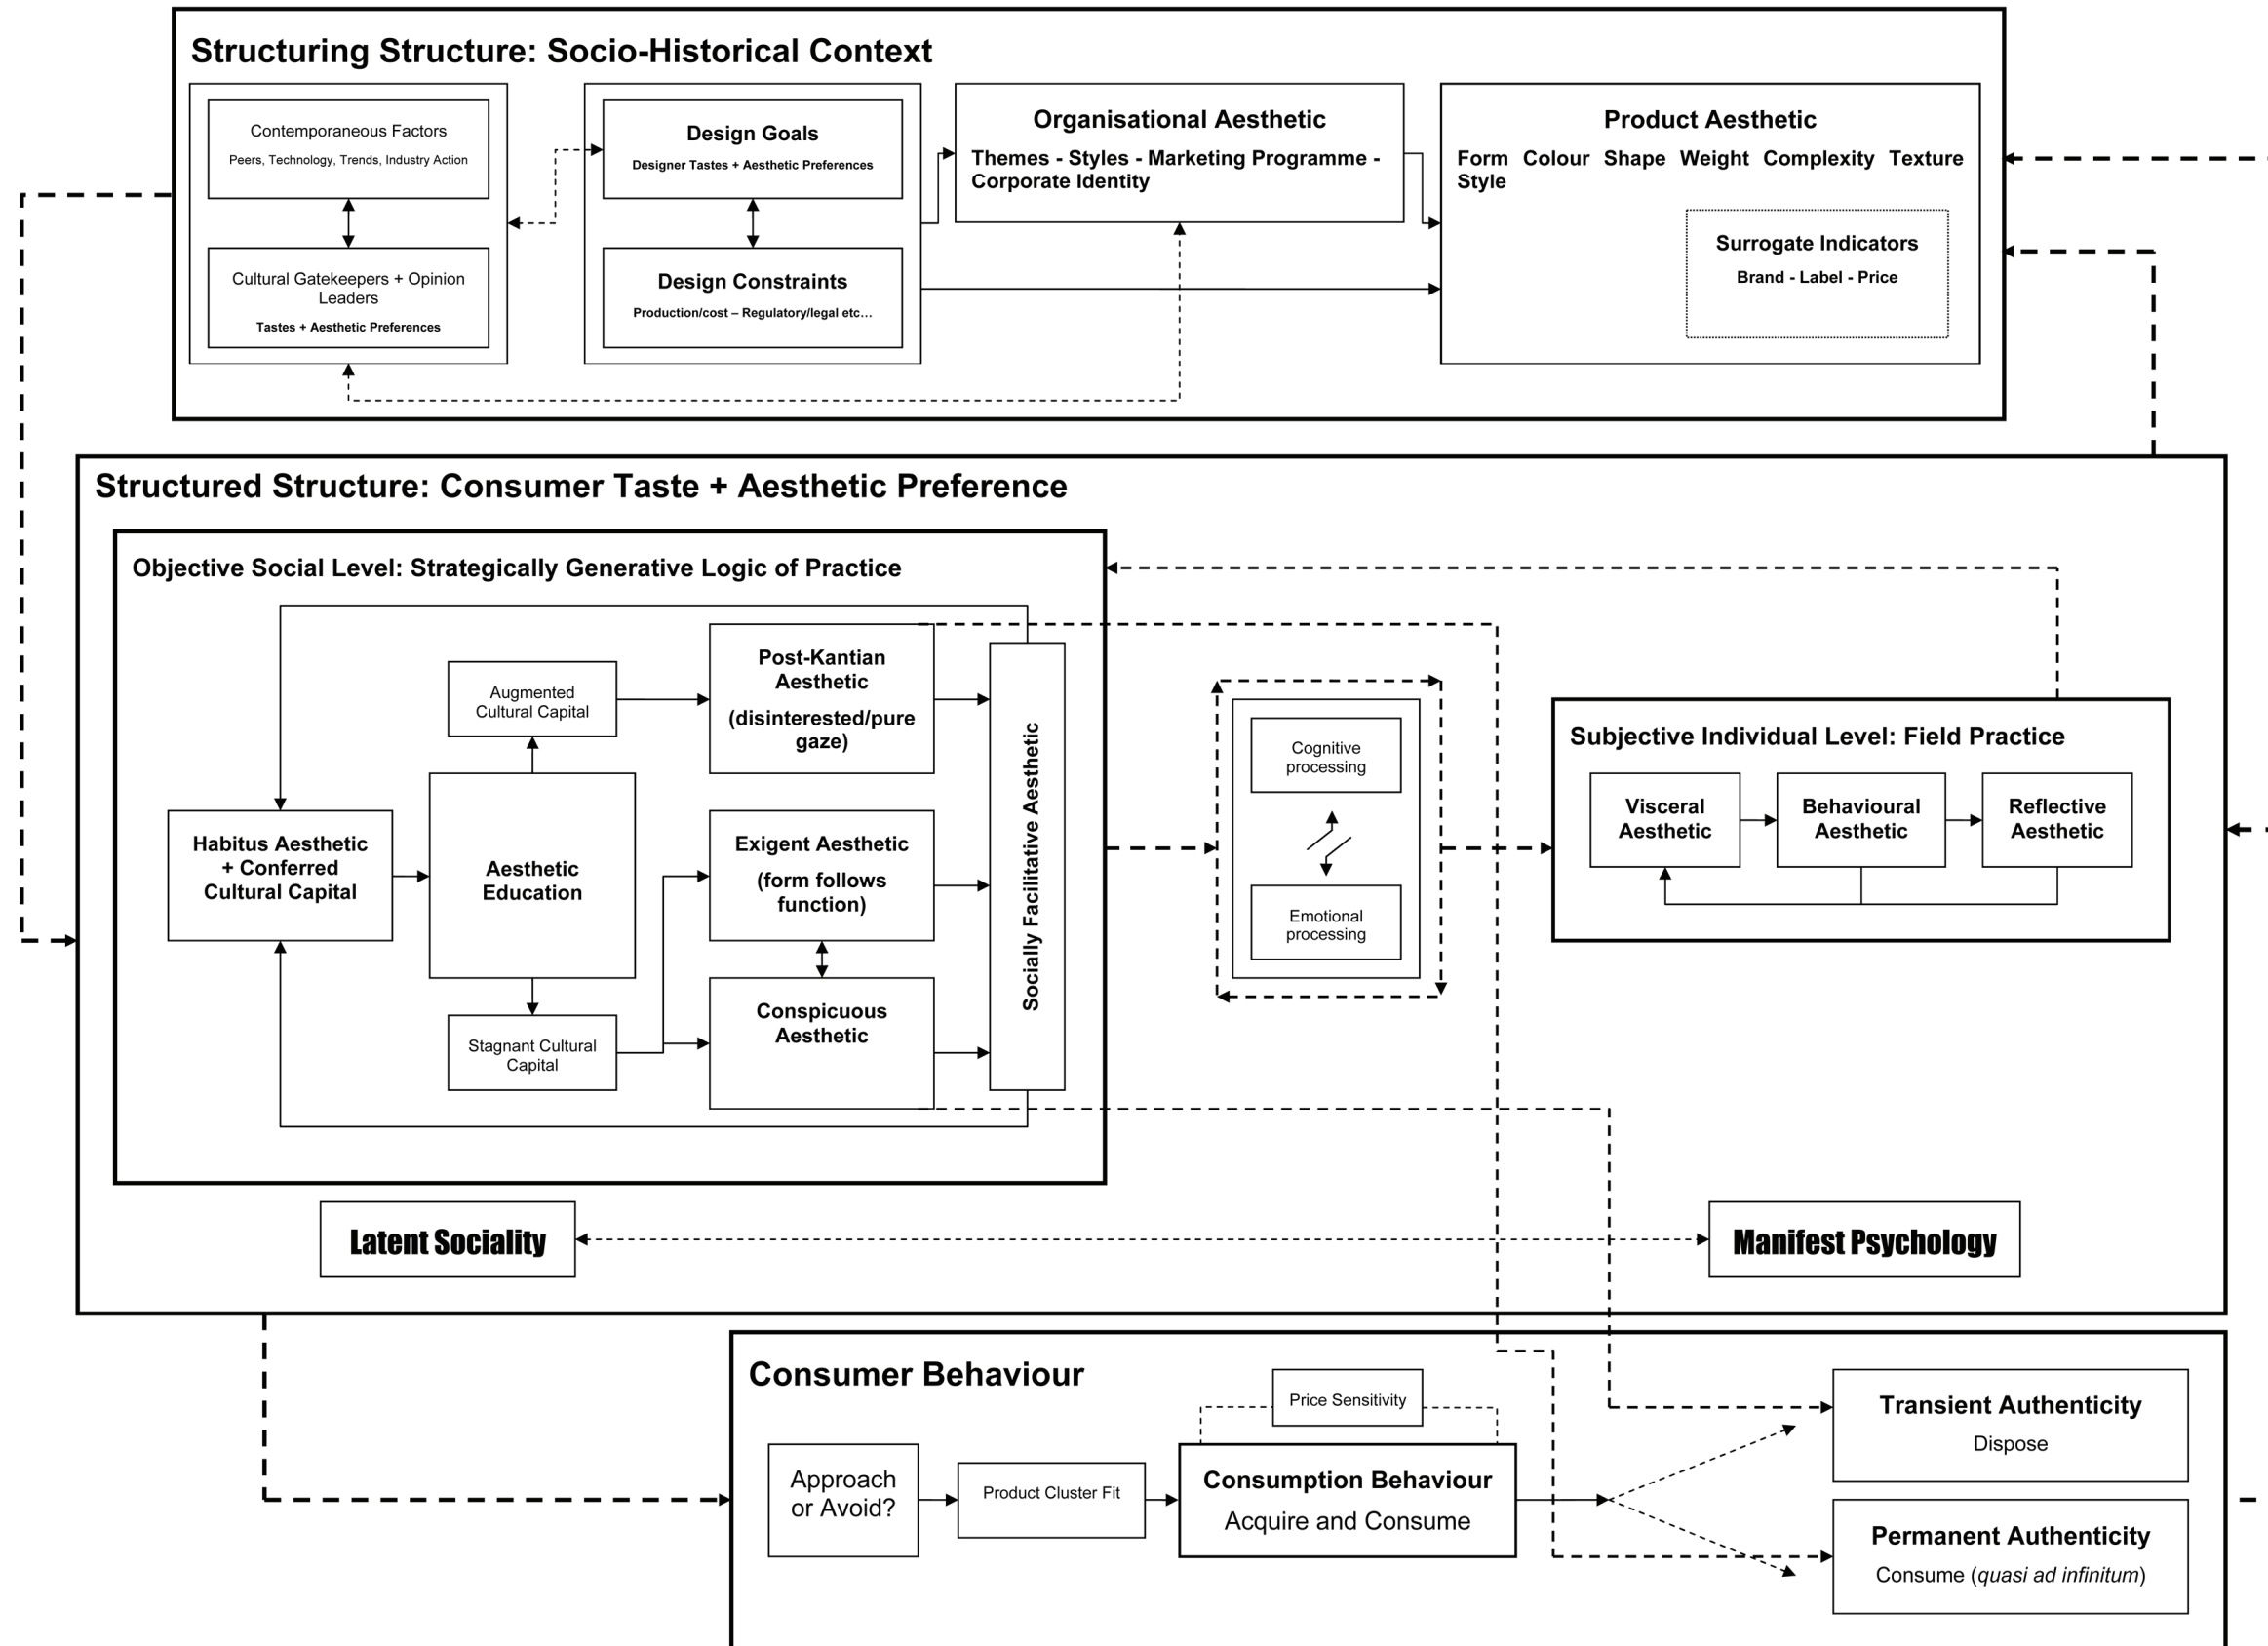 Structuring Structure: Socio-Historical Context
Contemporaneous Factors
Peers, Technology, Trends, Industry Action
Cultural Gatekeepers + Opinion
Leaders
Tastes + Aesthetic Preferences
Design Goals
Designer Tastes + Aesthetic Preferences
Design Constraints
Production/cost – Regulatory/legal etc…
Organisational Aesthetic
Themes - Styles - Marketing Programme -
Corporate Identity
Product Aesthetic
Form Colour Shape Weight Complexity Texture
Style
Surrogate Indicators
Brand - Label - Price
Structured Structure: Consumer Taste + Aesthetic Preference
Objective Social Level: Strategically Generative Logic of Practice
Habitus Aesthetic
+ Conferred
Cultural Capital
Augmented
Cultural Capital
Aesthetic
Education
Stagnant Cultural
Capital
Post-Kantian
Aesthetic
(disinterested/pure
gaze)
Exigent Aesthetic
(form follows
function)
Conspicuous
Aesthetic
Socially Facilitative Aesthetic
Cognitive
processing
Emotional
processing
Subjective Individual Level: Field Practice
Visceral
Aesthetic
Behavioural
Aesthetic
Reflective
Aesthetic
Latent Sociality
Manifest Psychology
Consumer Behaviour
Price Sensitivity
Approach
or Avoid?
Product Cluster Fit
Consumption Behaviour
Acquire and Consume
Transient Authenticity
Dispose
Permanent Authenticity
Consume (quasi ad infinitum)